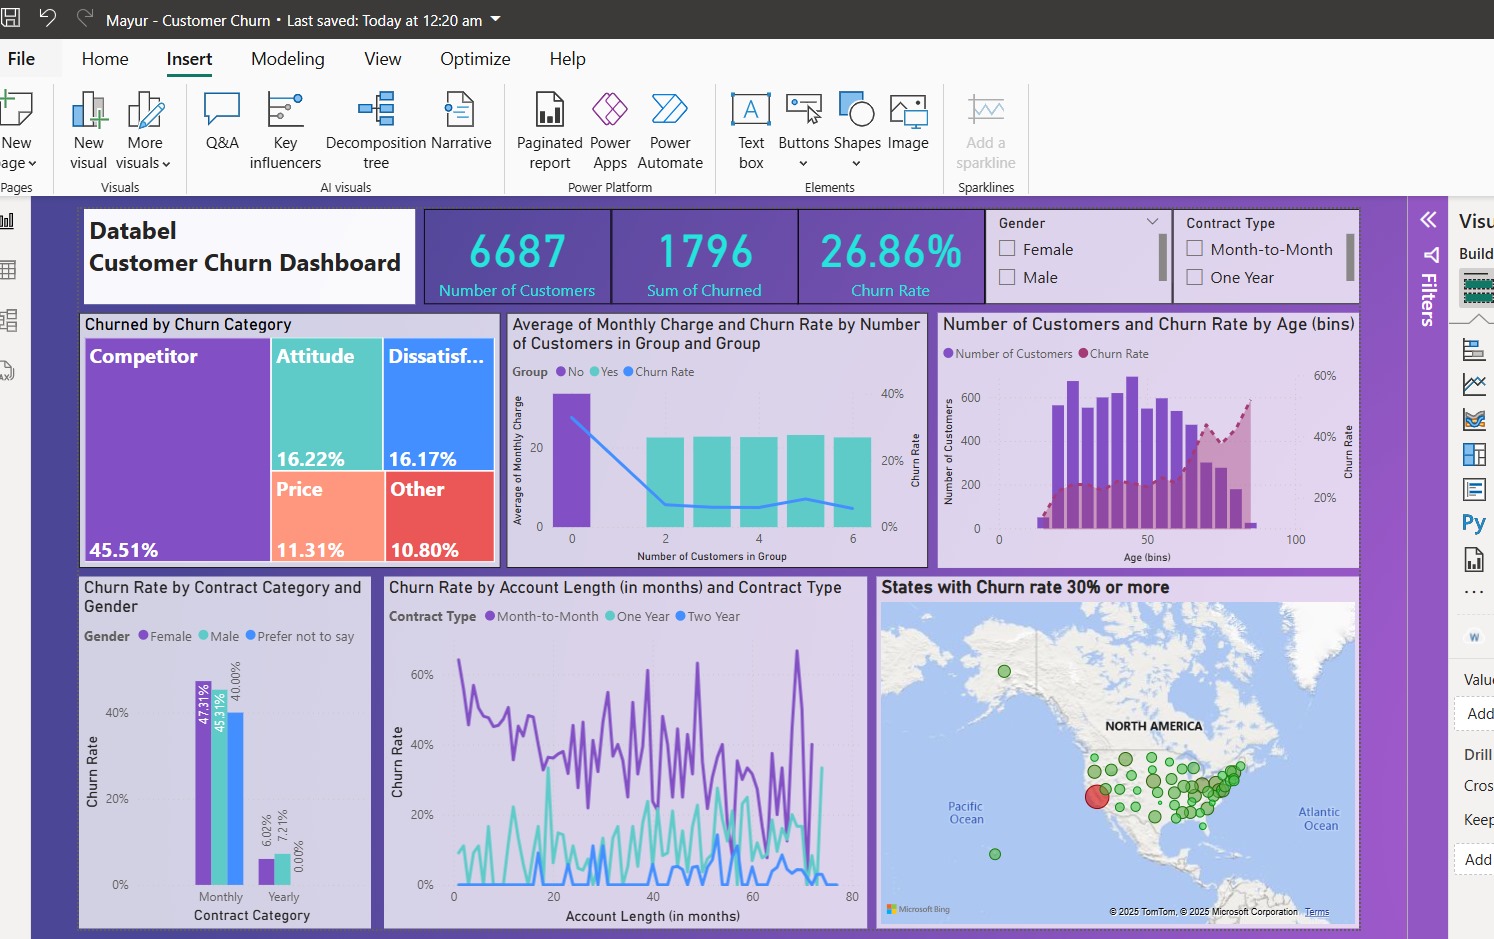 Mayur - Customer Churn • Last saved: Today at 12:20 am
File
Home
Insert
Modeling
View
Optimize
Help
New
age
Pages
New
visual
More
visuals
Visuals
Q&A
Key
influencers
Decomposition
tree
Narrative
AI visuals
Paginated
report
Power
Apps
Power
Automate
Power Platform
Text
box
Buttons
Shapes
Image
Elements
Add a
sparkline
Sparklines
Databel
Customer Churn Dashboard
6687
Number of Customers
1796
Sum of Churned
26.86%
Churn Rate
Gender
Female
Male
Contract Type
Month-to-Month
One Year
Filters
Visu
Build
Churned by Churn Category
Competitor
45.51%
Attitude
16.22%
Dissatisf...
16.17%
Price
11.31%
Other
10.80%
Average of Monthly Charge and Churn Rate by Number
of Customers in Group and Group
Group No Yes Churn Rate
Average of Monthly Charge
20
0
40%
20%
0%
Churn Rate
0 2 4 6
Number of Customers in Group
Number of Customers and Churn Rate by Age (bins)
Number of Customers Churn Rate
Number of Customers
600
400
200
0
60%
40%
20%
Churn Rate
0 50 100
Age (bins)
Churn Rate by Contract Category and
Gender
Gender Female Male Prefer not to say
Churn Rate
40%
20%
0%
47.31%
45.31%
40.00%
6.02%
7.21%
0.00%
Monthly Yearly
Contract Category
Churn Rate by Account Length (in months) and Contract Type
Contract Type Month-to-Month One Year Two Year
Churn Rate
60%
40%
20%
0%
0 20 40 60 80
Account Length (in months)
States with Churn rate 30% or more
NORTH AMERICA
Pacific
Ocean
Atlantic
Ocean
Microsoft Bing
© 2025 TomTom, © 2025 Microsoft Corporation Terms
Py
W
Value
Add
Drill
Cros
Keep
Add